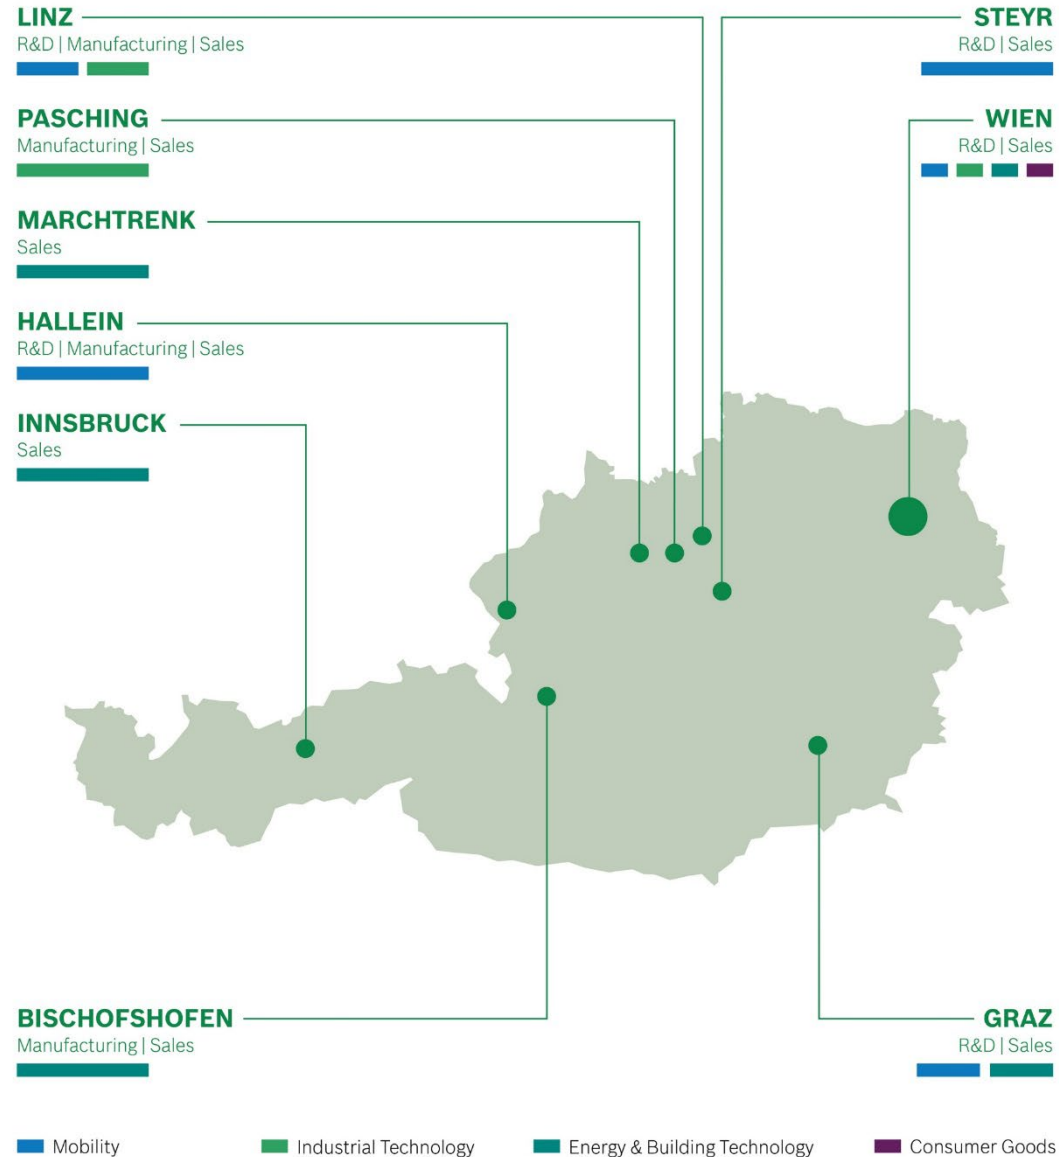 LINZ
R&D | Manufacturing | Sales
PASCHING
Manufacturing | Sales
MARCHTRENK
Sales
HALLEIN
R&D | Manufacturing | Sales
INNSBRUCK
Sales
STEYR
R&D | Sales
WIEN
R&D | Sales
BISCHOFSHOFEN
Manufacturing | Sales
GRAZ
R&D | Sales
Mobility
Industrial Technology
Energy & Building Technology
Consumer Goods